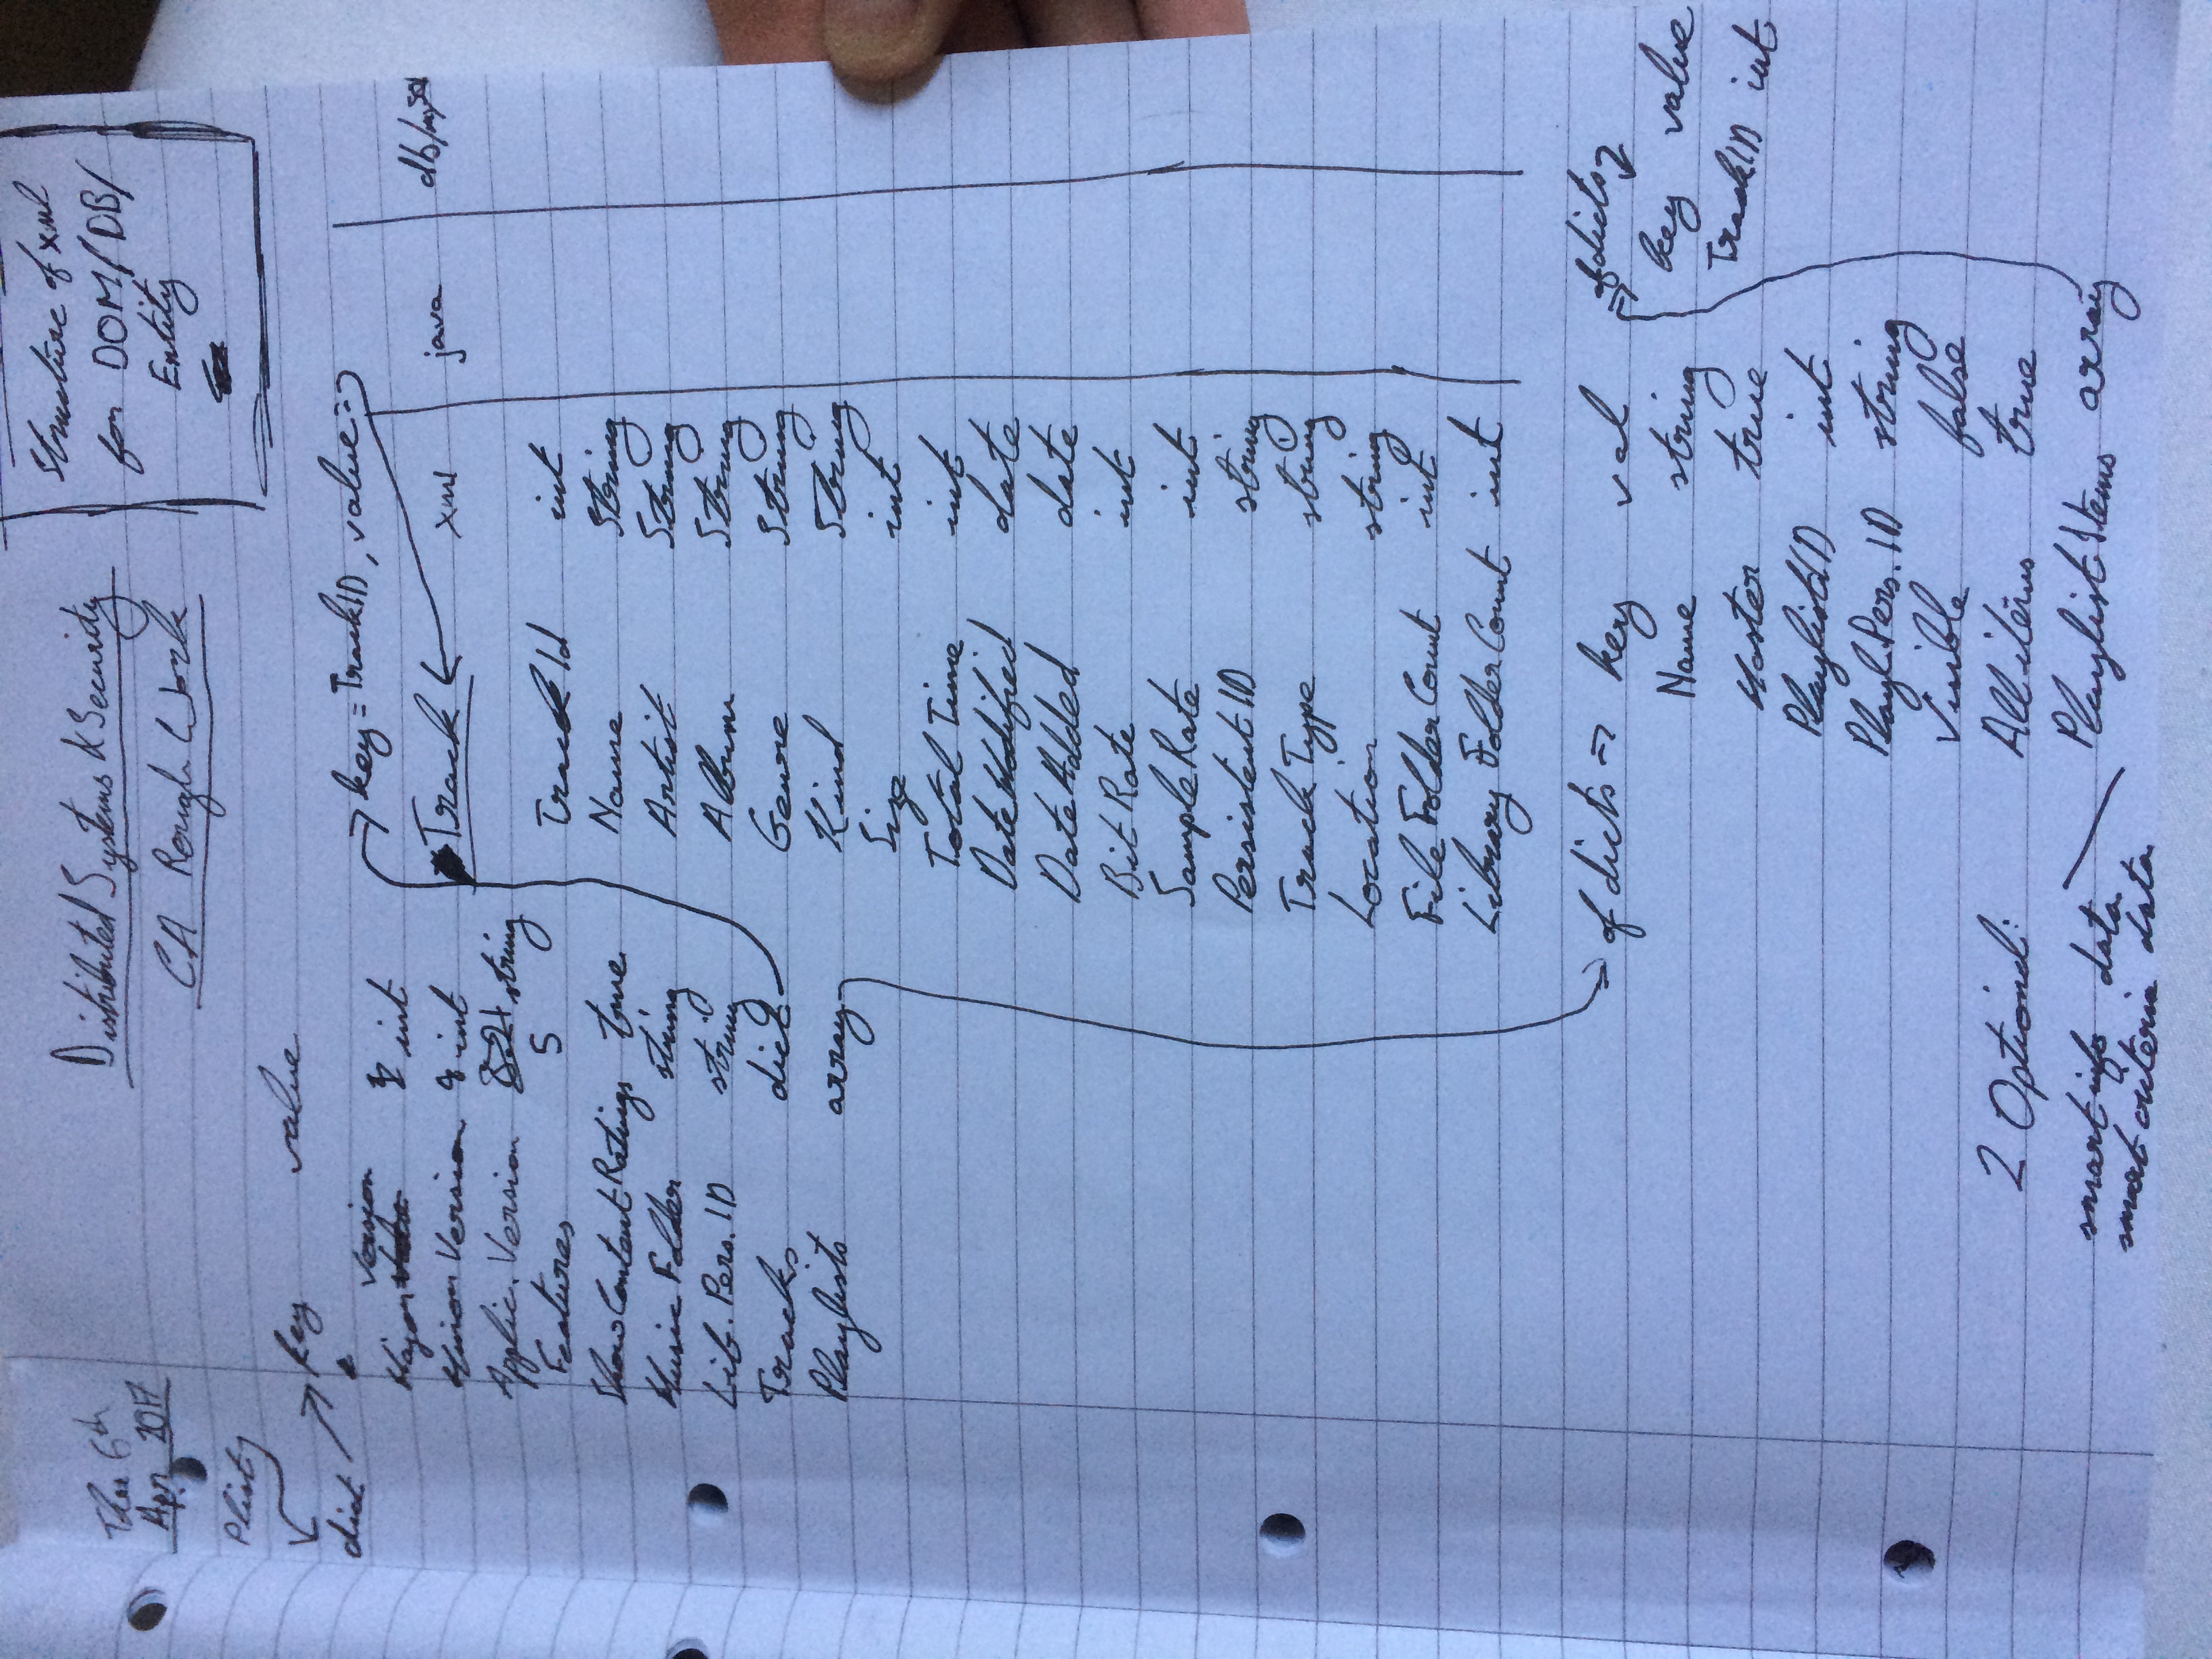 Thu 6th
Apr 2017
Distributed Systems & Security
CA Rough Work
Structure of xml
for DOM/DB/
Entity
Plist
dict
key value
Major version int
Minor Version int
Applic. Version string
Features 5
Show Content Ratings true
Music Folder string
Lib. Pers. ID string
Tracks dict
Playlists array
key = TrackID, value =>
Track xml java db/mySQL
Track Id int
Name String
Artist String
Album String
Genre String
Kind String
Size int
Total Time int
Date Modified date
Date Added date
Bit Rate int
Sample Rate int
Persistent ID string
Track Type string
Location string
File Folder Count int
Library Folder Count int
of dicts => key val
Name string
Master true
PlaylistID int
Playl.Pers.ID string
Visible false
All items true
Playlist Items array
of dicts
key value
TrackID int
2 Optional:
smart info data
smart criteria data